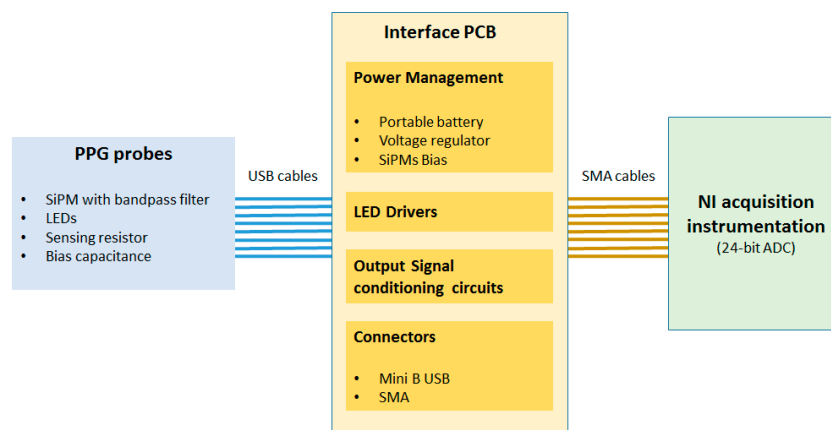 Interface PCB
Power Management
• Portable battery
• Voltage regulator
• SiPMs Bias
LED Drivers
Output Signal
conditioning circuits
Connectors
• Mini B USB
• SMA
PPG probes
• SiPM with bandpass filter
• LEDs
• Sensing resistor
• Bias capacitance
USB cables
SMA cables
NI acquisition
instrumentation
(24-bit ADC)